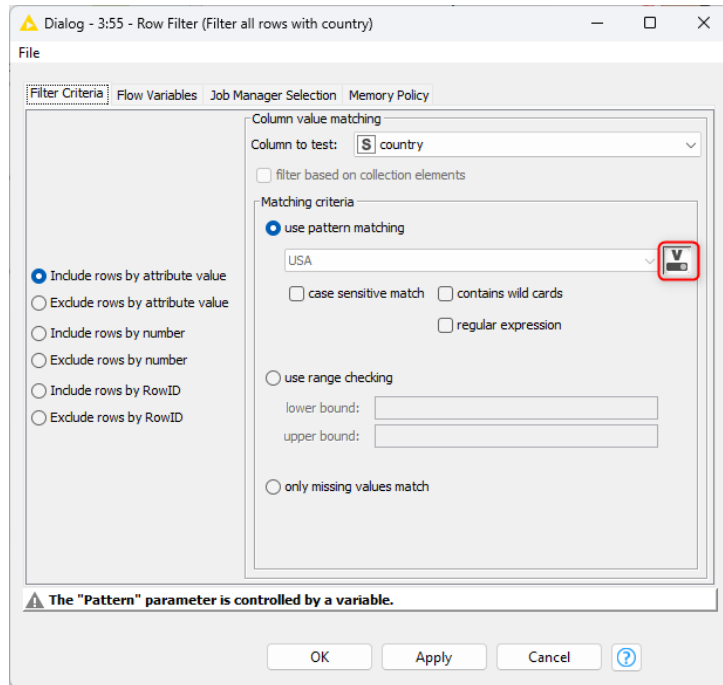 Dialog - 3:55 - Row Filter (Filter all rows with country)
File
Filter Criteria Flow Variables Job Manager Selection Memory Policy
Column value matching
Column to test: S country
filter based on collection elements
Matching criteria
use pattern matching
USA V
case sensitive match contains wild cards
regular expression
Include rows by attribute value
Exclude rows by attribute value
Include rows by number
Exclude rows by number
Include rows by RowID
Exclude rows by RowID
use range checking
lower bound:
upper bound:
only missing values match
The "Pattern" parameter is controlled by a variable.
OK Apply Cancel ?